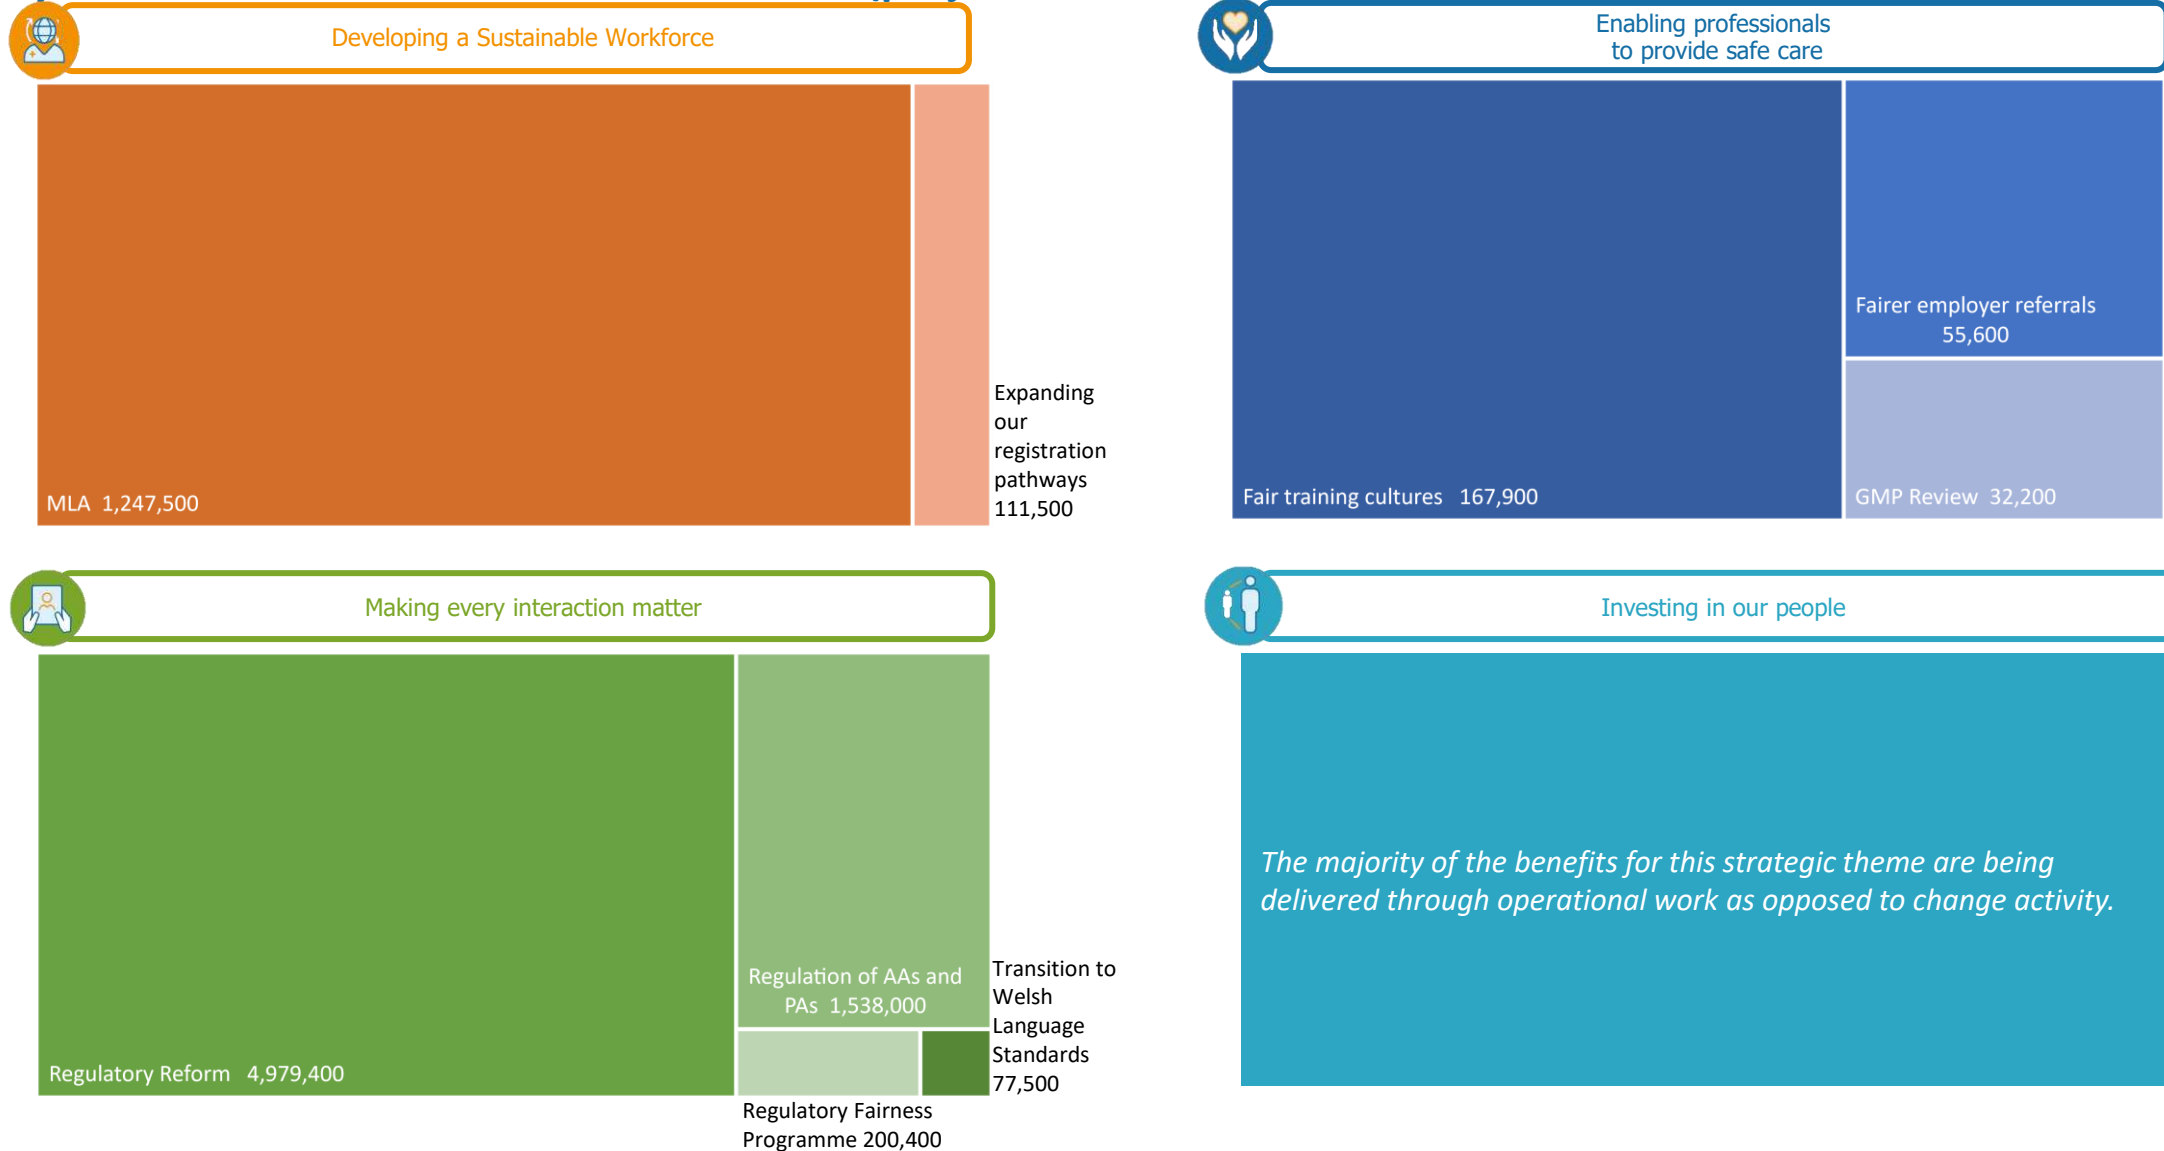 Developing a Sustainable Workforce
MLA 1,247,500
Expanding
our
registration
pathways
111,500
Enabling professionals
to provide safe care
Fair training cultures 167,900
Fairer employer referrals
55,600
GMP Review 32,200
Making every interaction matter
Regulatory Reform 4,979,400
Regulation of AAs and
PAs 1,538,000
Transition to
Welsh
Language
Standards
77,500
Regulatory Fairness
Programme 200,400
Investing in our people
The majority of the benefits for this strategic theme are being
delivered through operational work as opposed to change activity.